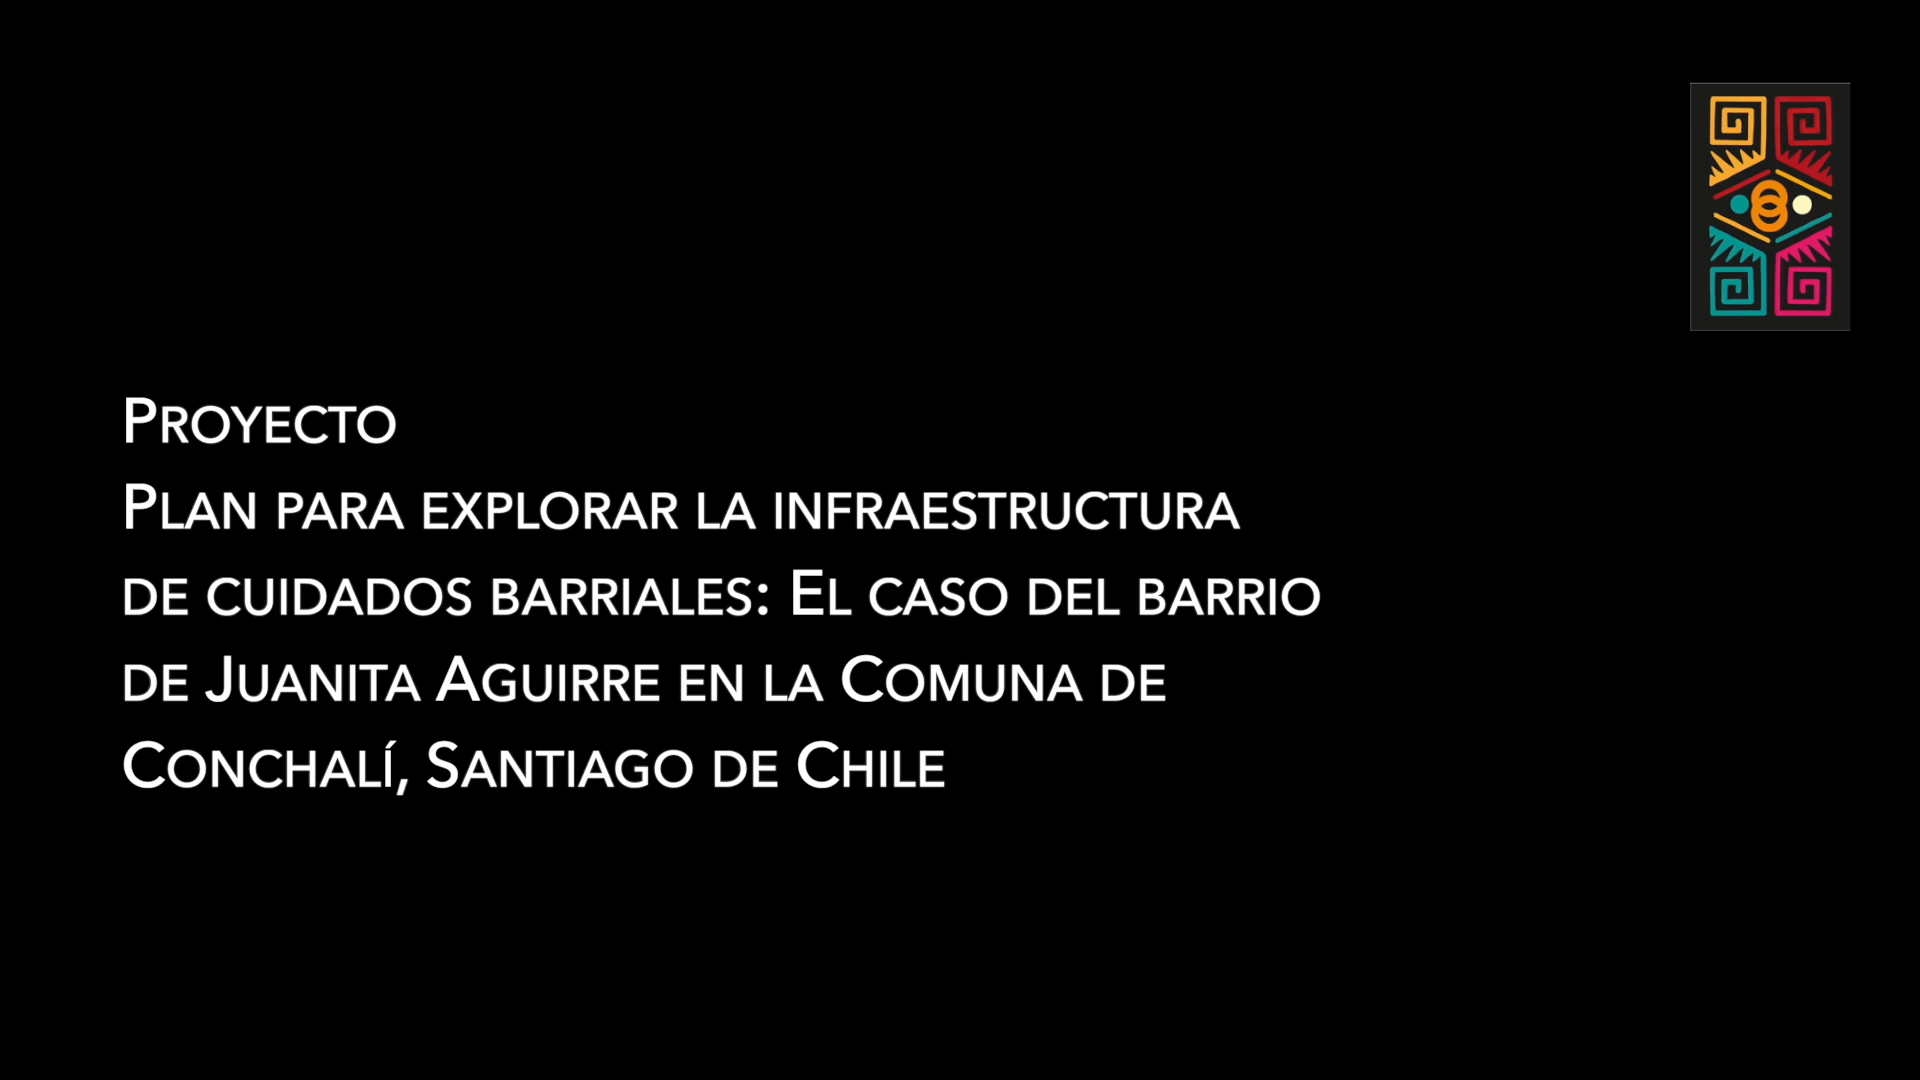 Proyecto
Plan para explorar la infraestructura
de cuidados barriales: El caso del barrio
de Juanita Aguirre en la Comuna de
Conchalí, Santiago de Chile